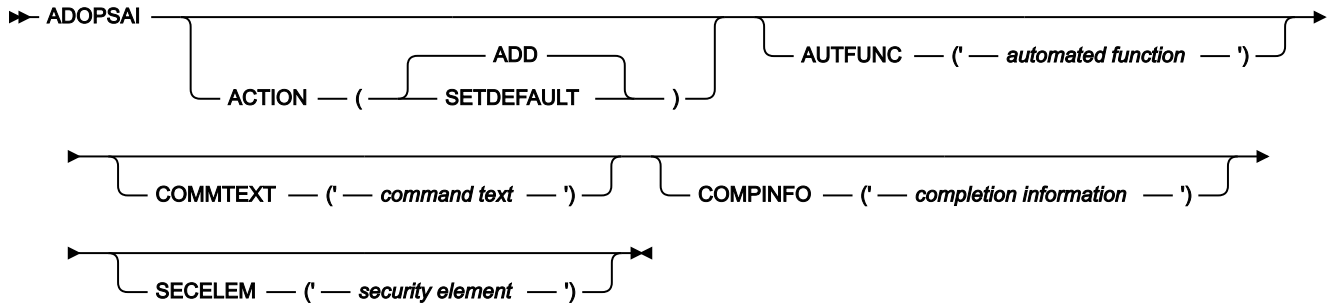 ADOPSAI
ACTION ( ADD SETDEFAULT )
AUTFUNC (' automated function ')
COMMTEXT (' command text ')
COMPINFO (' completion information ')
SECELEM (' security element ')